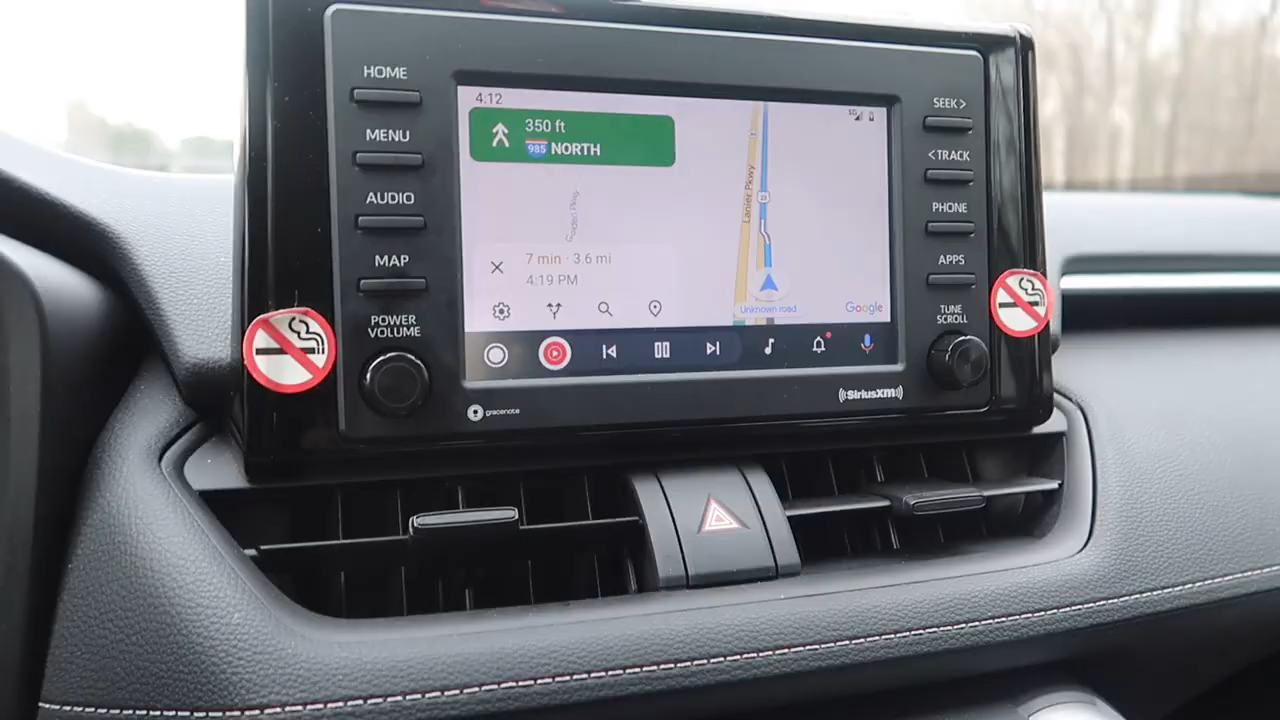 HOME
MENU
AUDIO
MAP
POWER
VOLUME
4:12
350 ft
985 NORTH
Lanier Pkwy
23
7 min · 3.6 mi
4:19 PM
Unknown road
Google
gracenote
((SiriusXM))
SEEK >
< TRACK
PHONE
APPS
TUNE
SCROLL